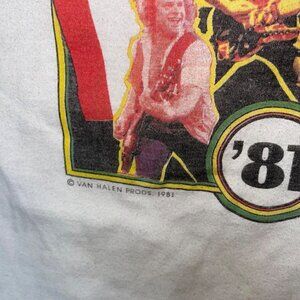 '81
© VAN HALEN PRODS. 1981